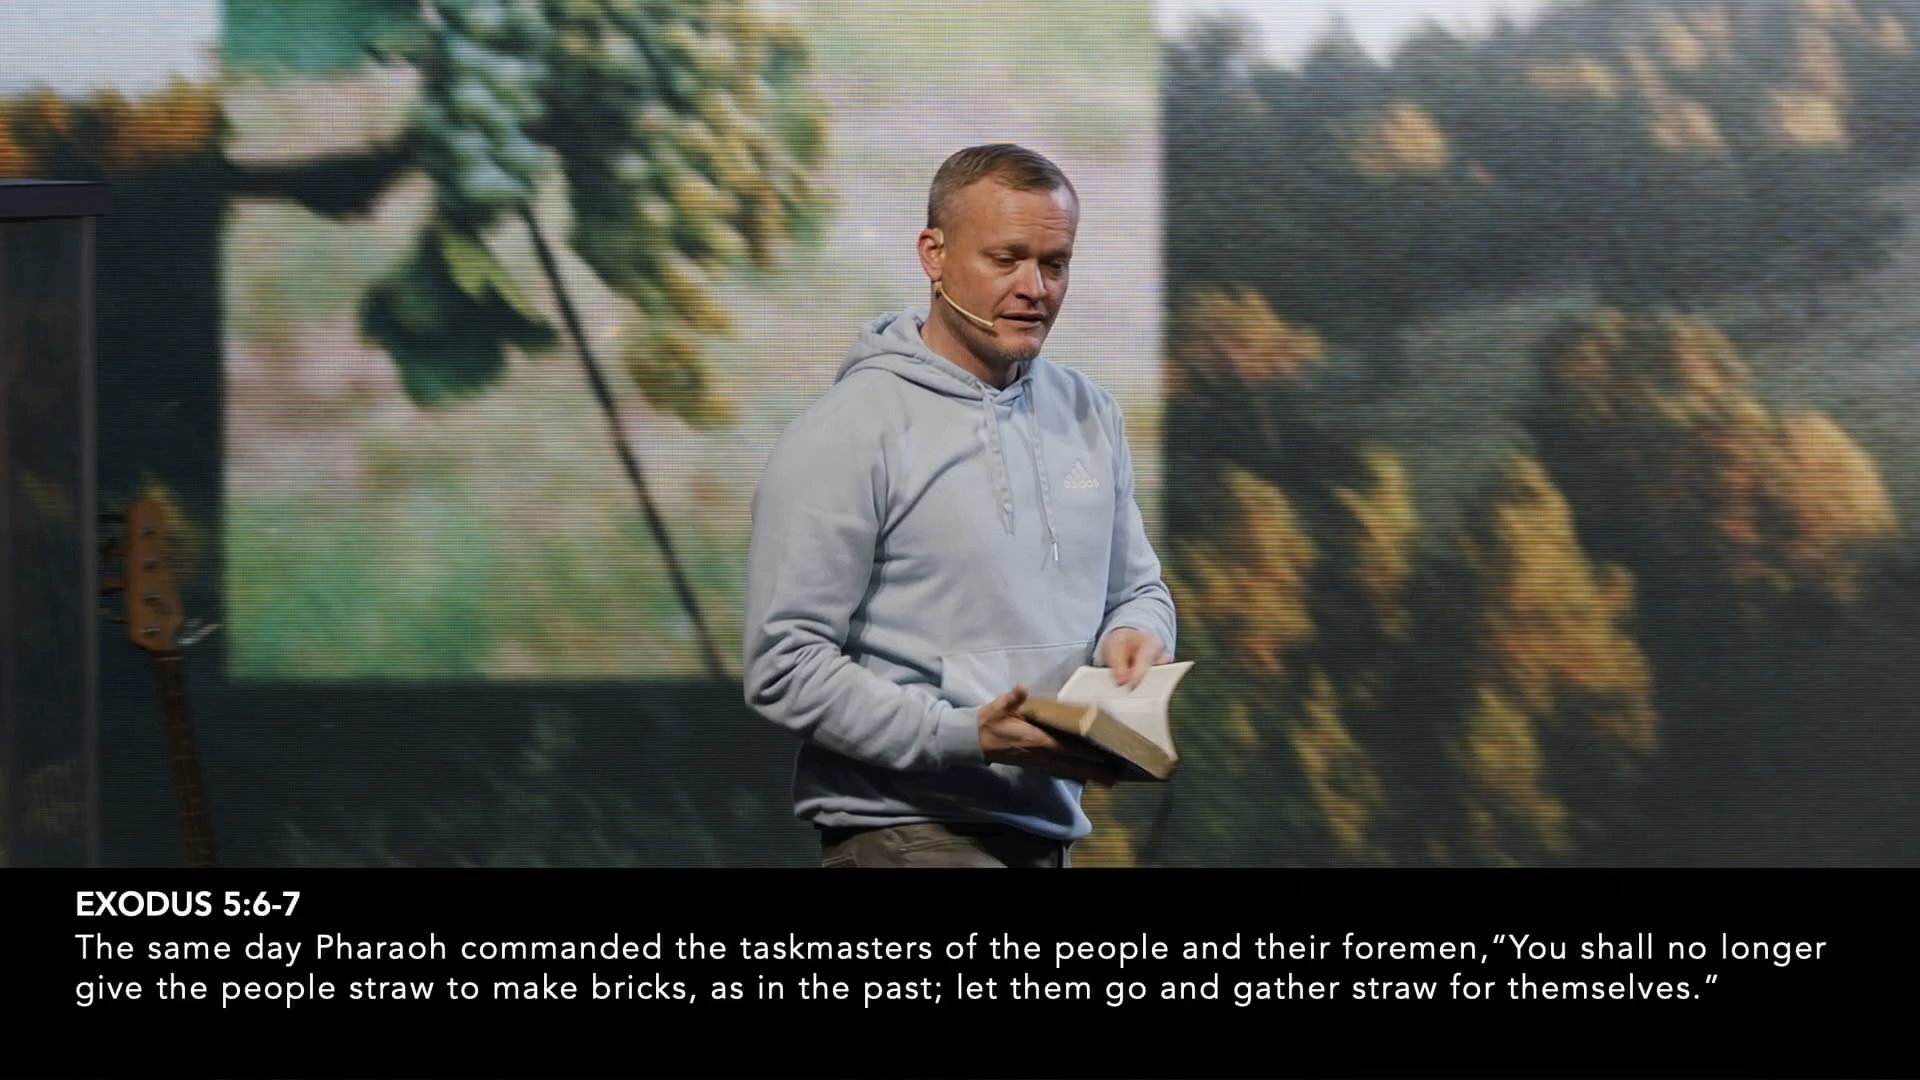 adidas
EXODUS 5:6-7
The same day Pharaoh commanded the taskmasters of the people and their foremen,“You shall no longer
give the people straw to make bricks, as in the past; let them go and gather straw for themselves.”